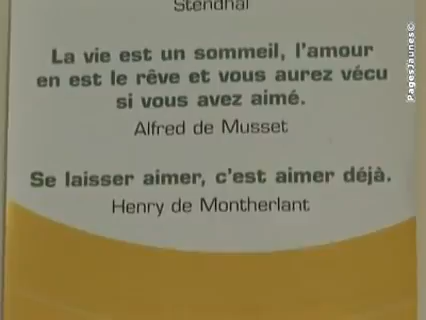 Stendhal
La vie est un sommeil, l'amour
en est le rêve et vous aurez vécu
si vous avez aimé.
Alfred de Musset
Se laisser aimer, c'est aimer déjà.
Henry de Montherlant
PagesJaunes©